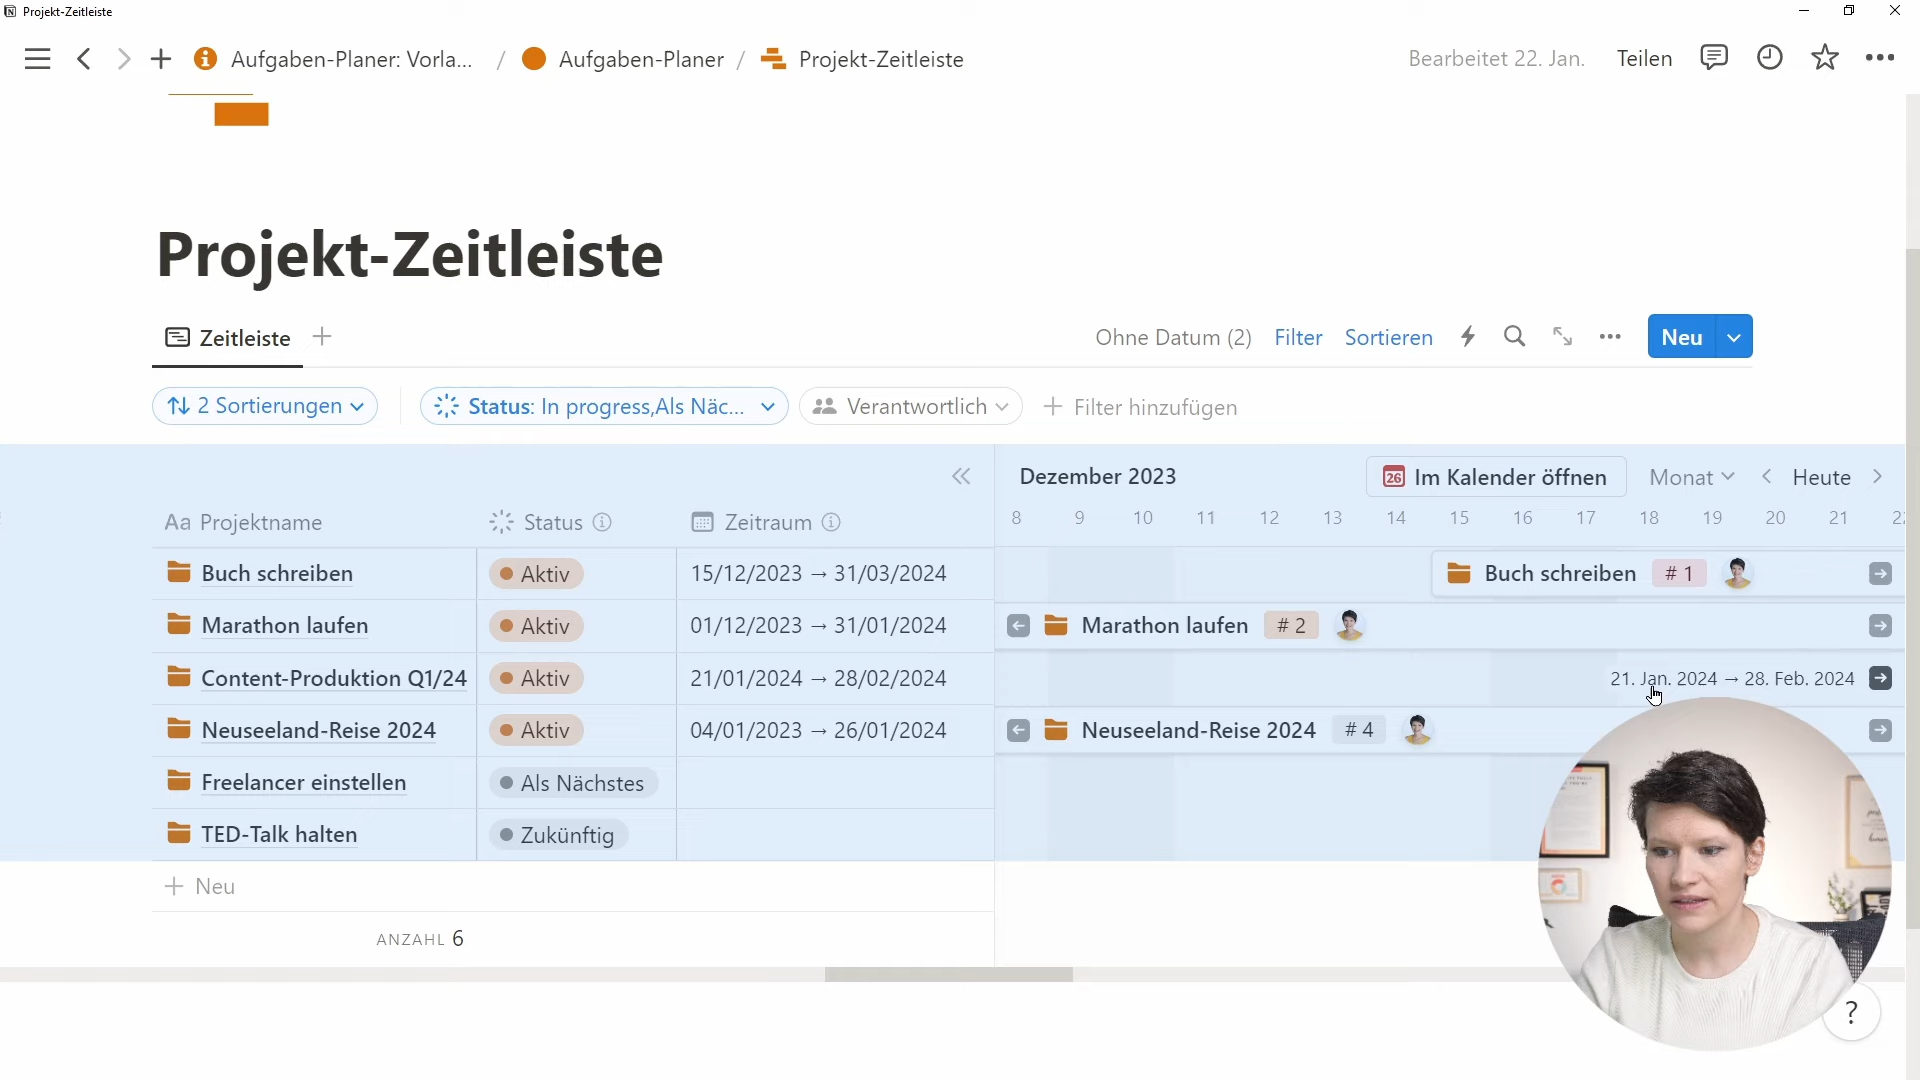 Projekt-Zeitleiste
Aufgaben-Planer: Vorla... / Aufgaben-Planer / Projekt-Zeitleiste
Bearbeitet 22. Jan. Teilen
Projekt-Zeitleiste
Zeitleiste
Ohne Datum (2) Filter Sortieren Neu
2 Sortierungen Status: In progress,Als Näc... Verantwortlich Filter hinzufügen
Dezember 2023 26 Im Kalender öffnen Monat Heute
Aa Projektname Status Zeitraum
8 9 10 11 12 13 14 15 16 17 18 19 20 21
Buch schreiben Aktiv 15/12/2023 → 31/03/2024 Buch schreiben # 1
Marathon laufen Aktiv 01/12/2023 → 31/01/2024 Marathon laufen # 2
Content-Produktion Q1/24 Aktiv 21/01/2024 → 28/02/2024 21. Jan. 2024 → 28. Feb. 2024
Neuseeland-Reise 2024 Aktiv 04/01/2023 → 26/01/2024 Neuseeland-Reise 2024 # 4
Freelancer einstellen Als Nächstes
TED-Talk halten Zukünftig
+ Neu
ANZAHL 6
?